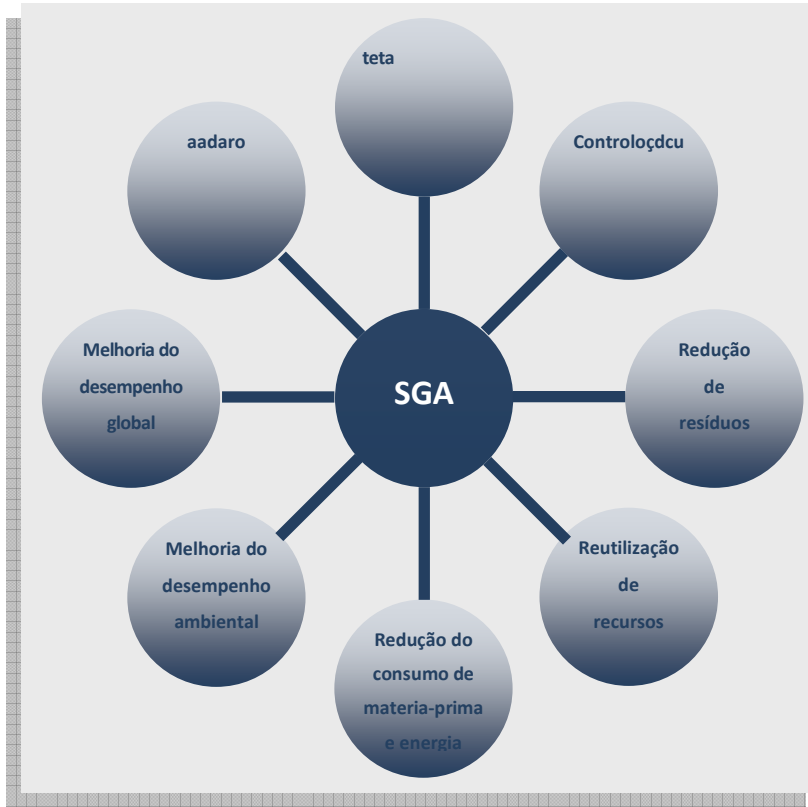 teta
Controloçdcu
Redução
de
resíduos
Reutilização
de
recursos
Redução do
consumo de
materia-prima
e energia
Melhoria do
desempenho
ambiental
Melhoria do
desempenho
global
aadaro
SGA